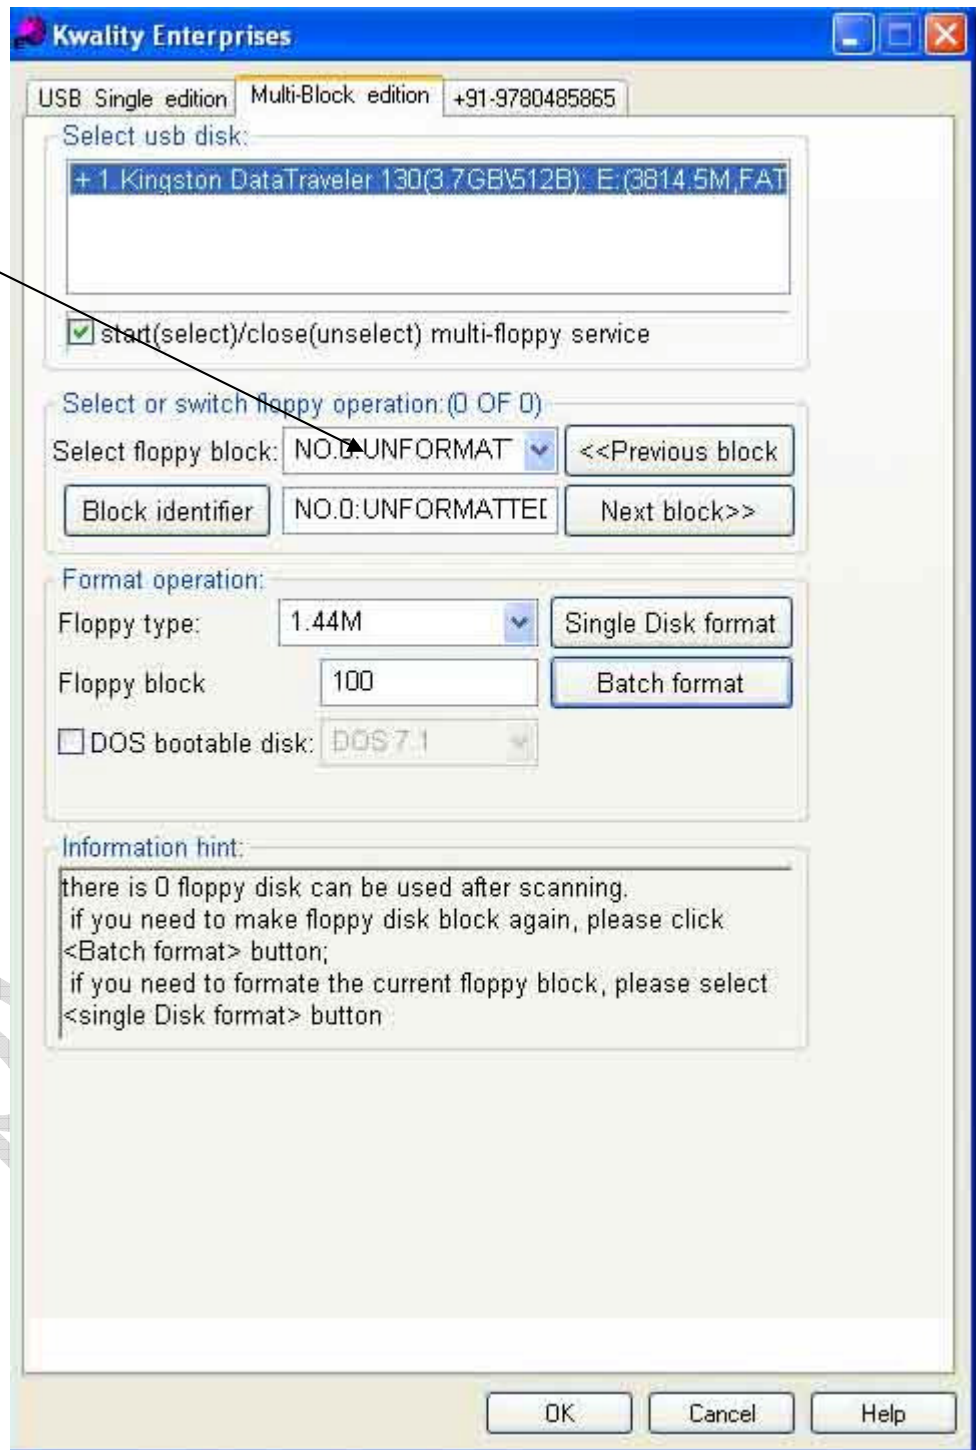 Kwality Enterprises
USB Single edition Multi-Block edition +91-9780485865
Select usb disk:
+ 1 Kingston DataTraveler 130(3.7GB\512B): E:(3814.5M,FAT
start(select)/close(unselect) multi-floppy service
Select or switch floppy operation:(0 OF 0)
Select floppy block: NO.0:UNFORMAT <<Previous block
Block identifier NO.0:UNFORMATTED Next block>>
Format operation:
Floppy type: 1.44M Single Disk format
Floppy block 100 Batch format
DOS bootable disk: DOS 7.1
Information hint:
there is 0 floppy disk can be used after scanning.
if you need to make floppy disk block again, please click
<Batch format> button;
if you need to formate the current floppy block, please select
<single Disk format> button
OK Cancel Help